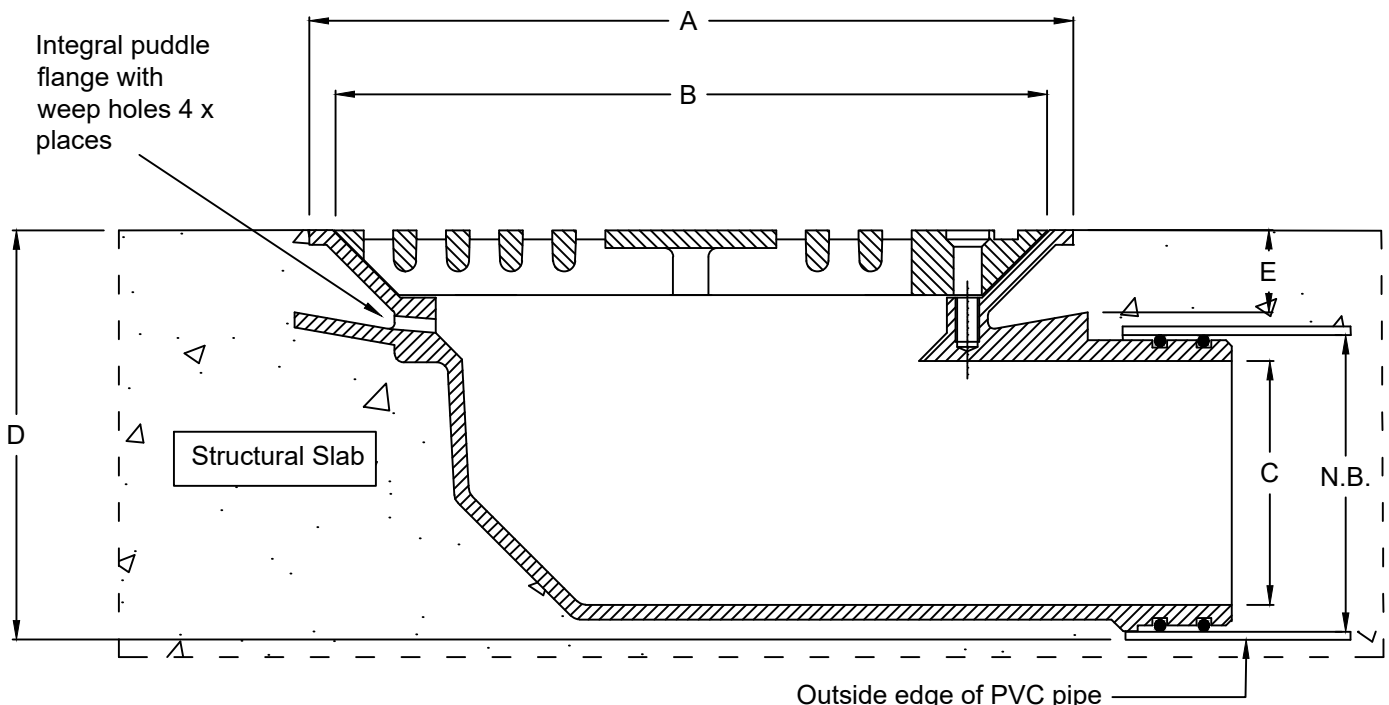 A
Integral puddle
flange with
weep holes 4 x
places
B
E
D
Structural Slab
C
N.B.
Outside edge of PVC pipe